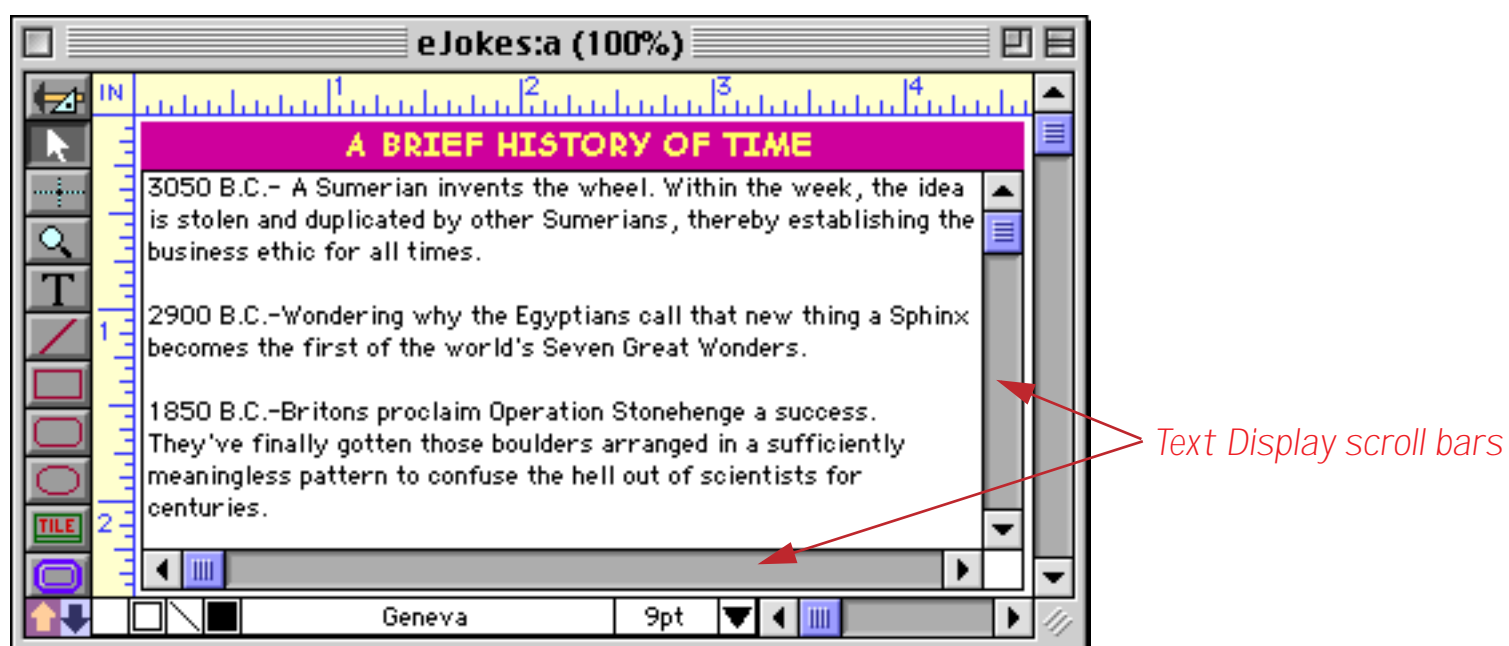 eJokes:a (100%)
IN
1 2 3 4
A BRIEF HISTORY OF TIME
3050 B.C.- A Sumerian invents the wheel. Within the week, the idea
is stolen and duplicated by other Sumerians, thereby establishing the
business ethic for all times.
2900 B.C.-Wondering why the Egyptians call that new thing a Sphinx
becomes the first of the world's Seven Great Wonders.
1850 B.C.-Britons proclaim Operation Stonehenge a success.
They've finally gotten those boulders arranged in a sufficiently
meaningless pattern to confuse the hell out of scientists for
centuries.
T
1
TILE
2
Geneva 9pt
Text Display scroll bars